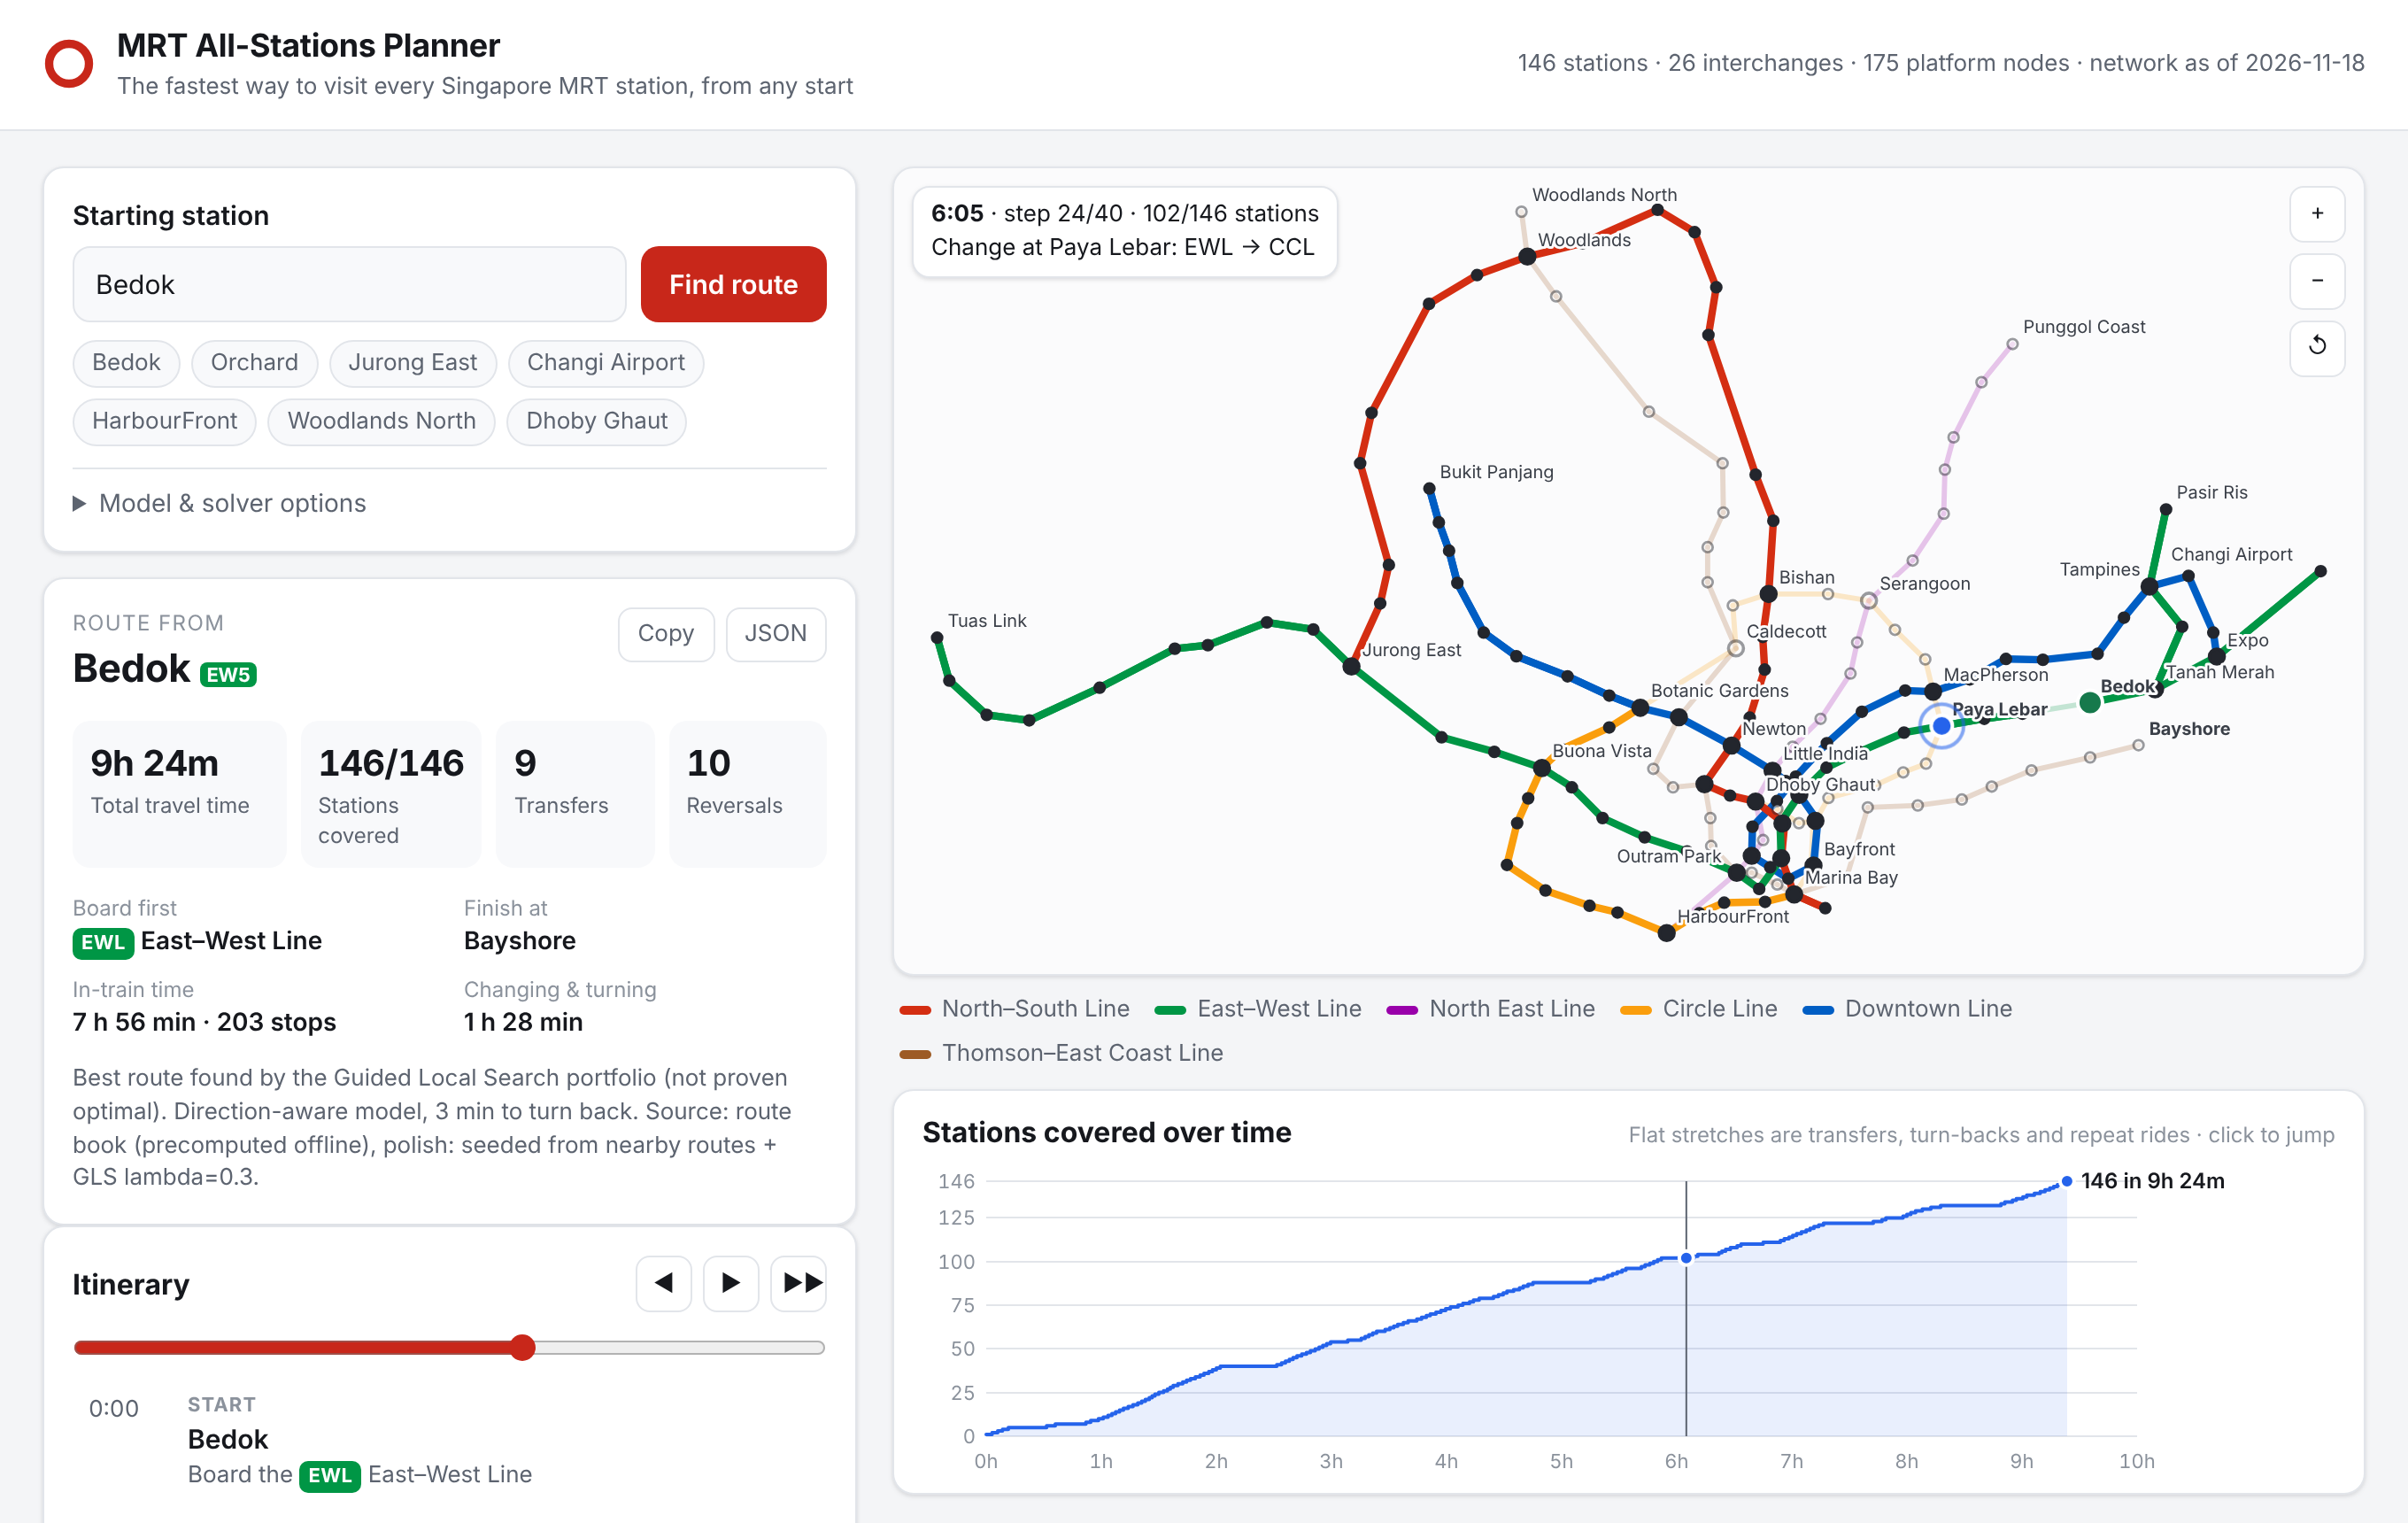 MRT All-Stations Planner
The fastest way to visit every Singapore MRT station, from any start
146 stations · 26 interchanges · 175 platform nodes · network as of 2026-11-18
Starting station
Bedok
Find route
Bedok
Orchard
Jurong East
Changi Airport
HarbourFront
Woodlands North
Dhoby Ghaut
▶ Model & solver options
ROUTE FROM
Bedok EW5
Copy
JSON
9h 24m
Total travel time
146/146
Stations
covered
9
Transfers
10
Reversals
Board first
EWL East–West Line
Finish at
Bayshore
In-train time
7 h 56 min · 203 stops
Changing & turning
1 h 28 min
Best route found by the Guided Local Search portfolio (not proven
optimal). Direction-aware model, 3 min to turn back. Source: route
book (precomputed offline), polish: seeded from nearby routes +
GLS lambda=0.3.
Itinerary
0:00
START
Bedok
Board the EWL East–West Line
6:05 · step 24/40 · 102/146 stations
Change at Paya Lebar: EWL → CCL
+
−
Woodlands North
Woodlands
Punggol Coast
Bukit Panjang
Pasir Ris
Changi Airport
Tampines
Bishan
Serangoon
Tuas Link
Caldecott
Expo
Jurong East
Tanah Merah
MacPherson
Bedok
Botanic Gardens
Paya Lebar
Newton
Bayshore
Buona Vista
Little India
Dhoby Ghaut
Outram Park
Bayfront
Marina Bay
HarbourFront
North–South Line
East–West Line
North East Line
Circle Line
Downtown Line
Thomson–East Coast Line
Stations covered over time
Flat stretches are transfers, turn-backs and repeat rides · click to jump
146
125
100
75
50
25
0
146 in 9h 24m
0h
1h
2h
3h
4h
5h
6h
7h
8h
9h
10h